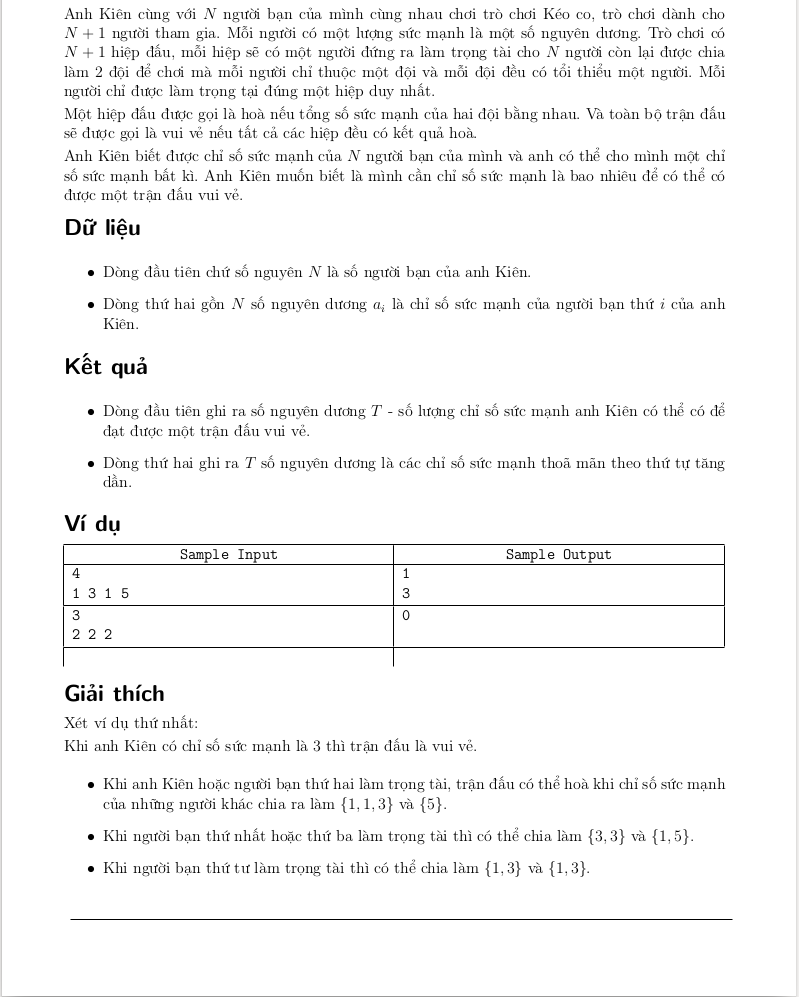 Anh Kiên cùng với N người bạn của mình cùng nhau chơi trò chơi Kéo co, trò chơi dành cho
N + 1 người tham gia. Mỗi người có một lượng sức mạnh là một số nguyên dương. Trò chơi có
N + 1 hiệp đấu, mỗi hiệp sẽ có một người đứng ra làm trọng tài cho N người còn lại được chia
làm 2 đội để chơi mà mỗi người chỉ thuộc một đội và mỗi đội đều có tối thiểu một người. Mỗi
người chỉ được làm trọng tại đúng một hiệp duy nhất.
Một hiệp đấu được gọi là hoà nếu tổng số sức mạnh của hai đội bằng nhau. Và toàn bộ trận đấu
sẽ được gọi là vui vẻ nếu tất cả các hiệp đều có kết quả hoà.
Anh Kiên biết được chỉ số sức mạnh của N người bạn của mình và anh có thể cho mình một chỉ
số sức mạnh bất kì. Anh Kiên muốn biết là mình cần chỉ số sức mạnh là bao nhiêu để có thể có
được một trận đấu vui vẻ.
Dữ liệu
• Dòng đầu tiên chứ số nguyên N là số người bạn của anh Kiên.
• Dòng thứ hai gồn N số nguyên dương aᵢ là chỉ số sức mạnh của người bạn thứ i của anh
Kiên.
Kết quả
• Dòng đầu tiên ghi ra số nguyên dương T - số lượng chỉ số sức mạnh anh Kiên có thể có để
đạt được một trận đấu vui vẻ.
• Dòng thứ hai ghi ra T số nguyên dương là các chỉ số sức mạnh thoã mãn theo thứ tự tăng
dần.
Ví dụ
Sample Input Sample Output
4 1
1 3 1 5 3
3 0
2 2 2
Giải thích
Xét ví dụ thứ nhất:
Khi anh Kiên có chỉ số sức mạnh là 3 thì trận đấu là vui vẻ.
• Khi anh Kiên hoặc người bạn thứ hai làm trọng tài, trận đấu có thể hoà khi chỉ số sức mạnh
của những người khác chia ra làm {1, 1, 3} và {5}.
• Khi người bạn thứ nhất hoặc thứ ba làm trọng tài thì có thể chia làm {3, 3} và {1, 5}.
• Khi người bạn thứ tư làm trọng tài thì có thể chia làm {1, 3} và {1, 3}.